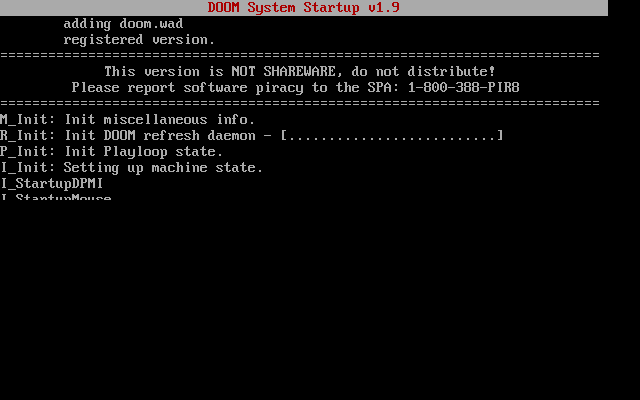 DOOM System Startup v1.9
adding doom.wad
registered version.
===========================================================================
This version is NOT SHAREWARE, do not distribute!
Please report software piracy to the SPA: 1-800-388-PIR8
===========================================================================
M_Init: Init miscellaneous info.
R_Init: Init DOOM refresh daemon - [..........................]
P_Init: Init Playloop state.
I_Init: Setting up machine state.
I_StartupDPMI
I_StartupMouse